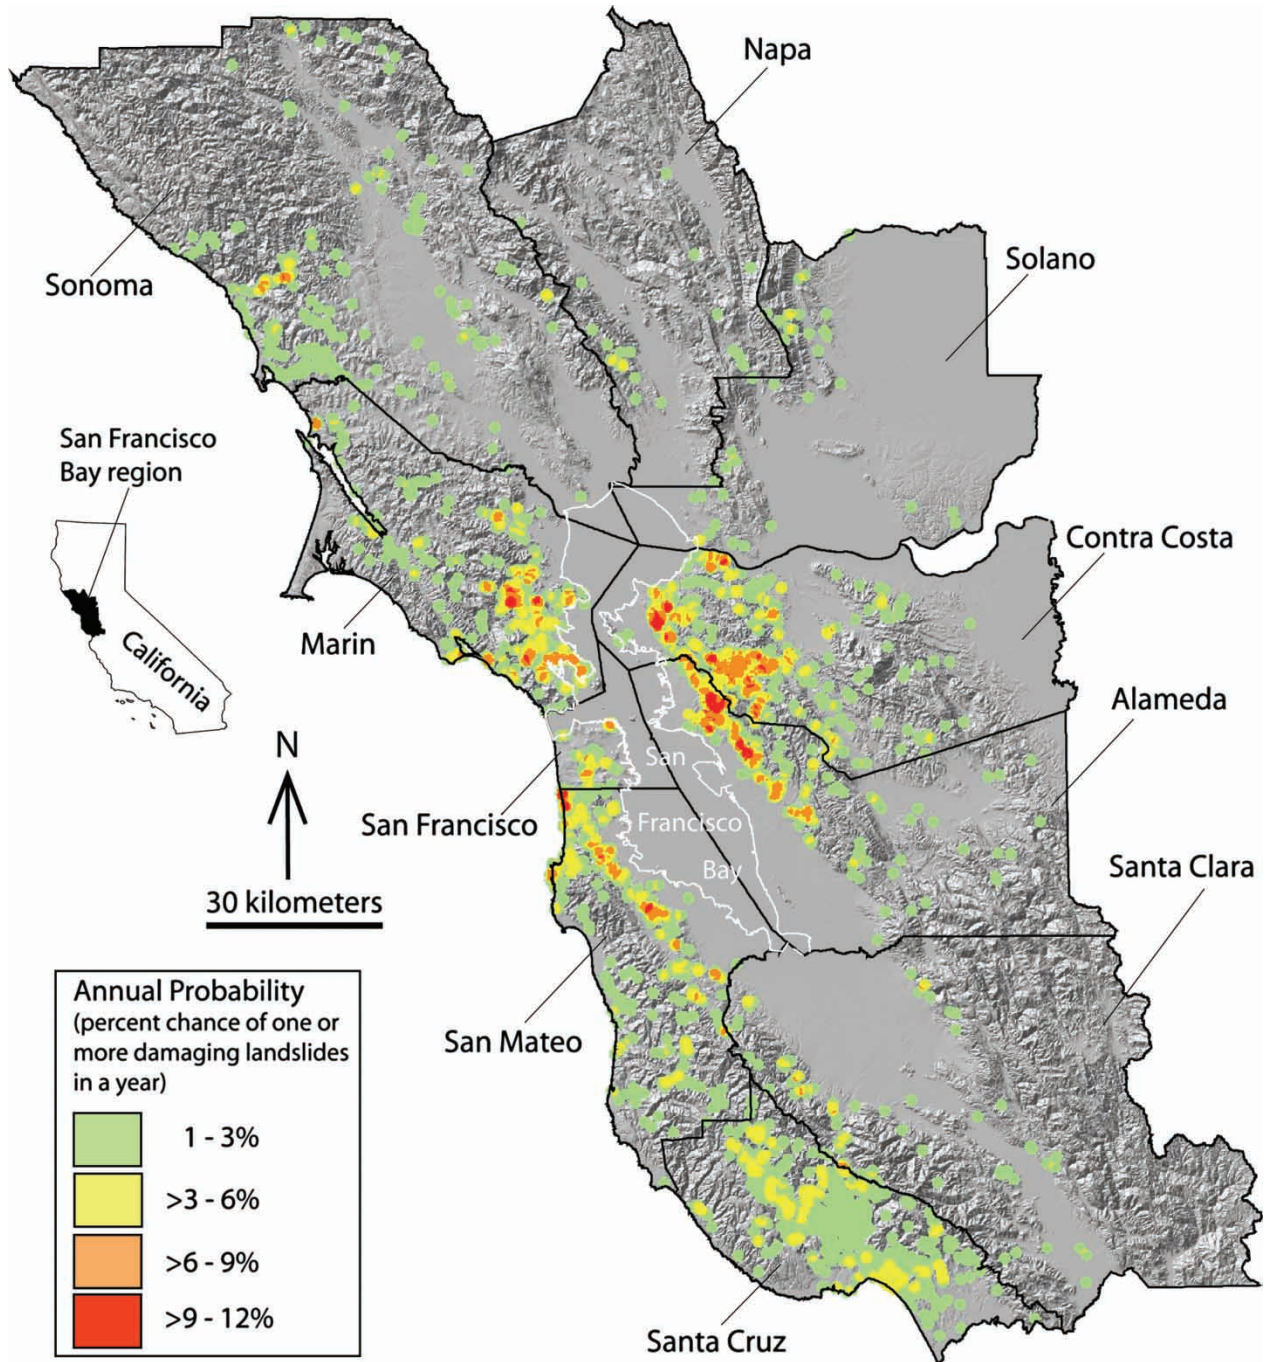 Napa
Solano
Sonoma
San Francisco
Bay region
Contra Costa
California
Marin
Alameda
N
San
San Francisco
Francisco
Bay
Santa Clara
30 kilometers
Annual Probability
(percent chance of one or
more damaging landslides
in a year)
1 - 3%
>3 - 6%
>6 - 9%
>9 - 12%
San Mateo
Santa Cruz